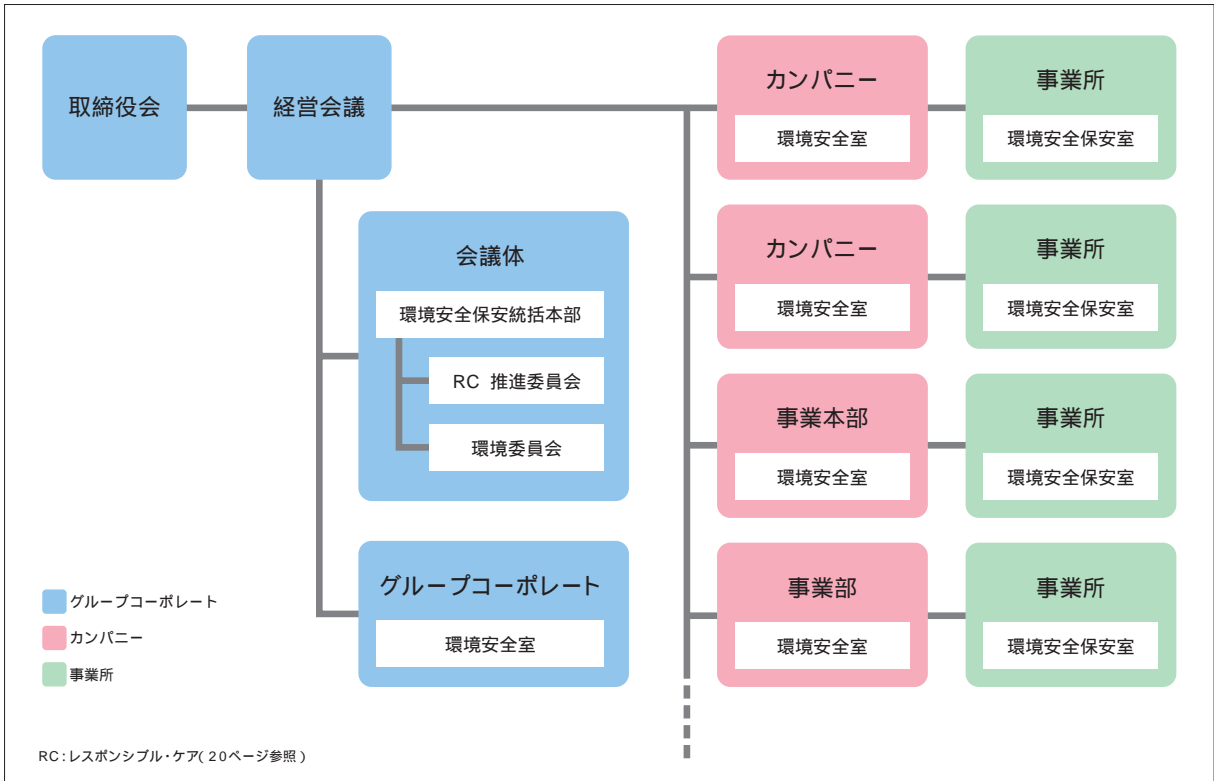 取締役会
経営会議
会議体
環境安全保安統括本部
RC 推進委員会
環境委員会
グループコーポレート
環境安全室
カンパニー
環境安全室
事業所
環境安全保安室
カンパニー
環境安全室
事業所
環境安全保安室
事業本部
環境安全室
事業所
環境安全保安室
事業部
環境安全室
事業所
環境安全保安室
グループコーポレート
カンパニー
事業所
RC:レスポンシブル・ケア(20ページ参照)